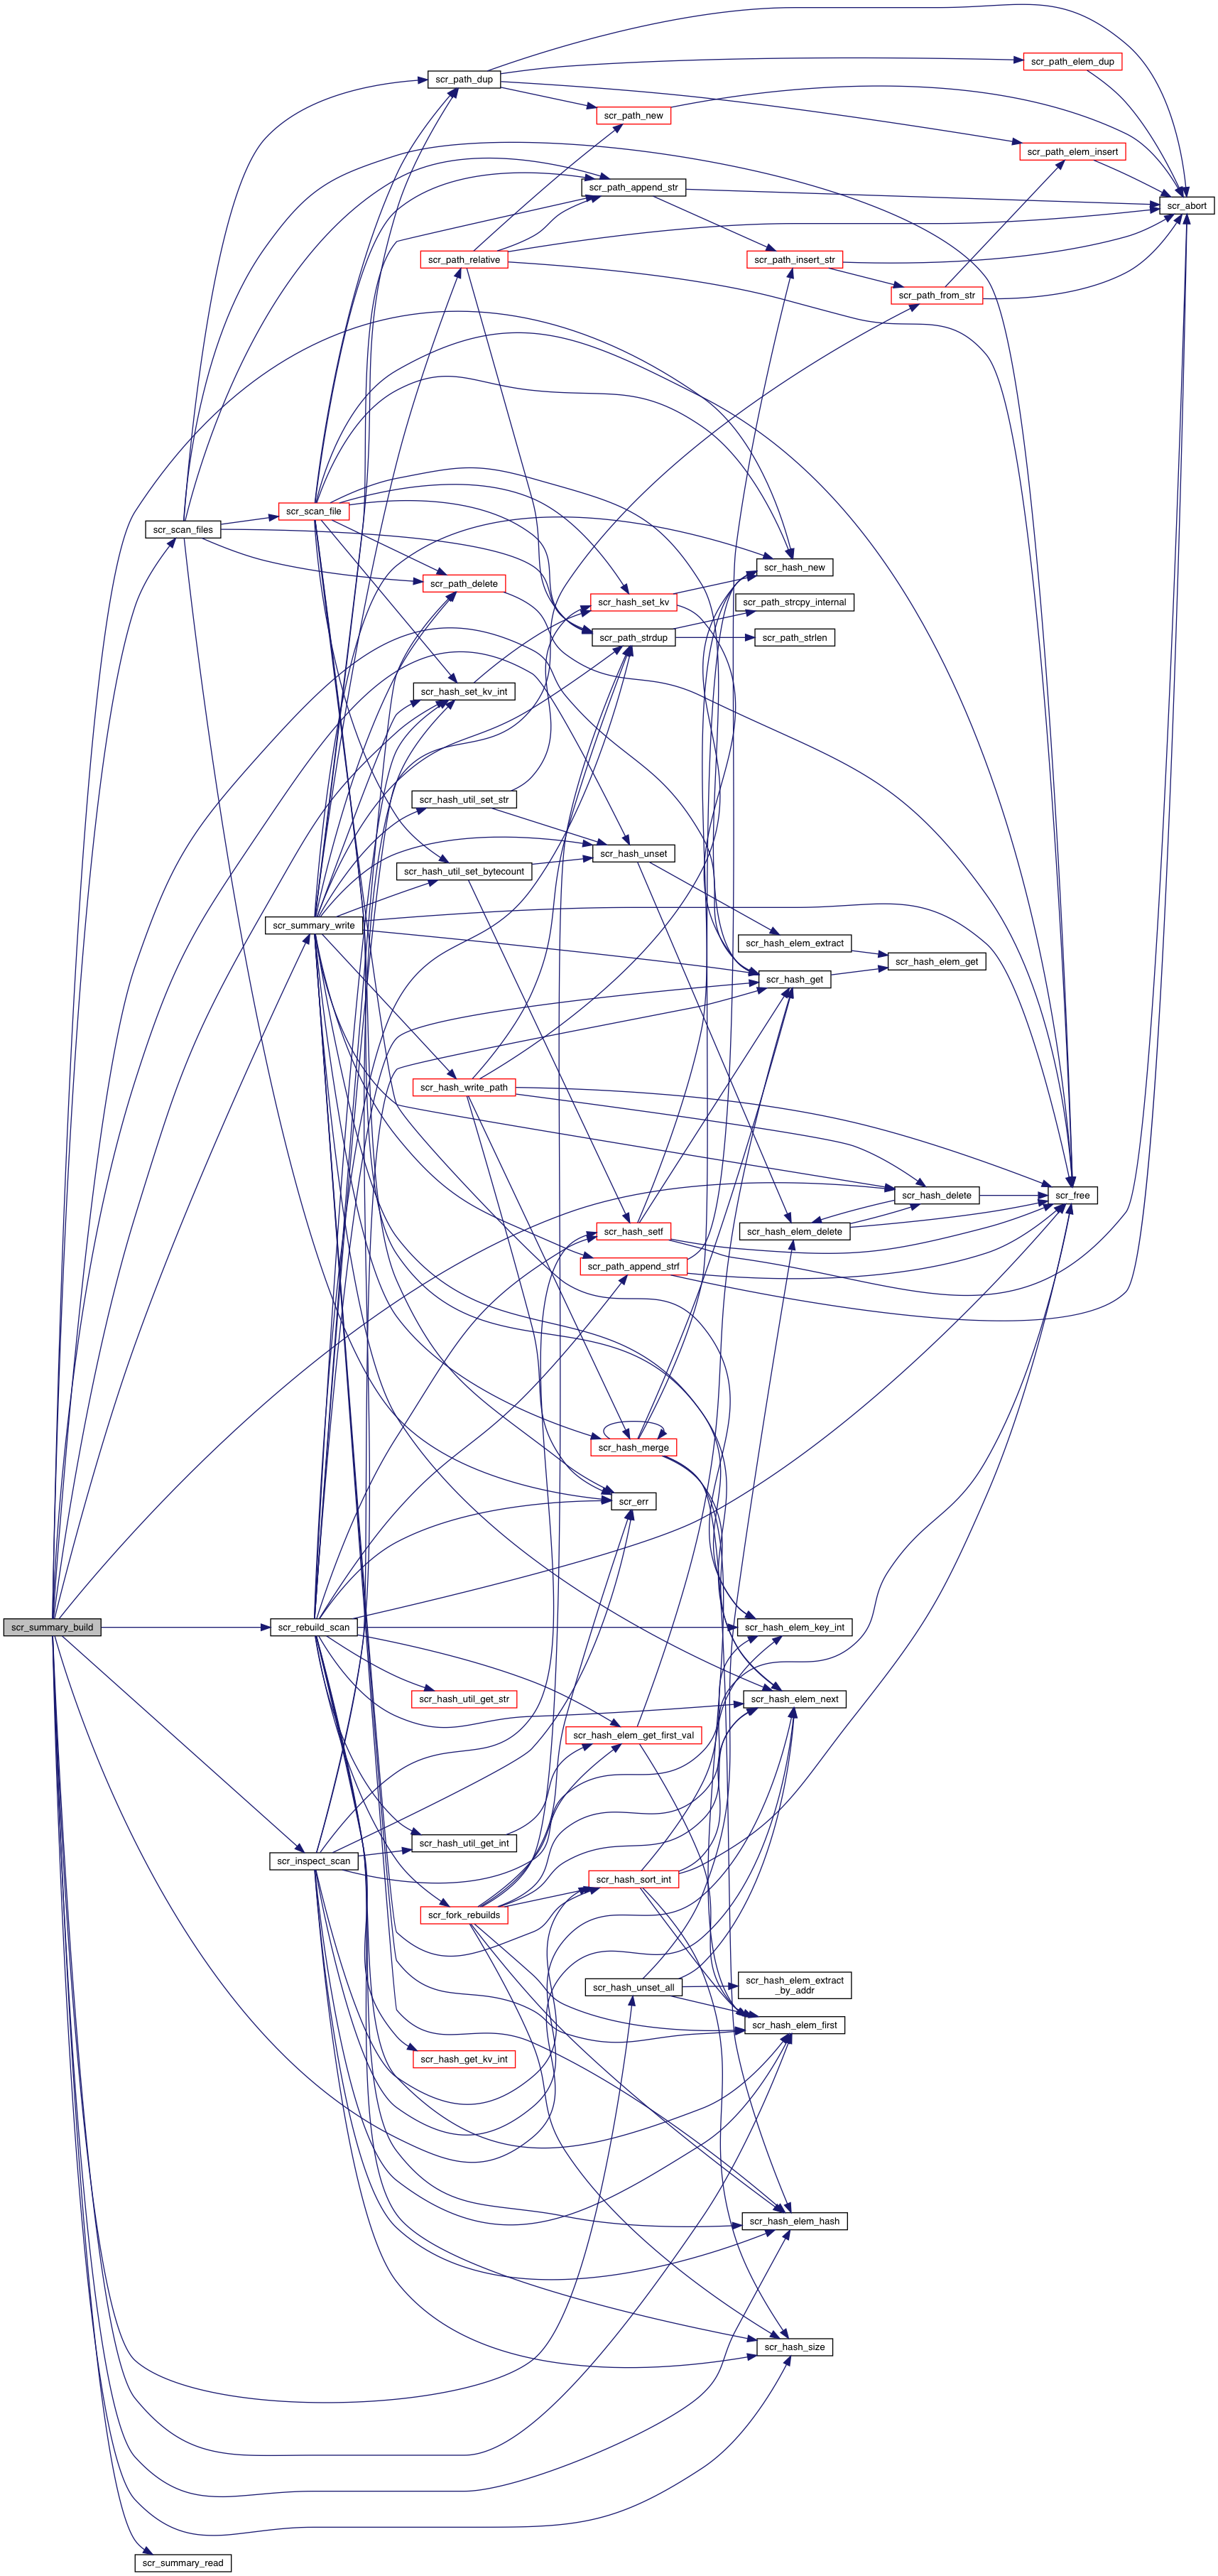 scr_path_dup
scr_path_elem_dup
scr_path_new
scr_path_elem_insert
scr_path_append_str
scr_abort
scr_path_relative
scr_path_insert_str
scr_path_from_str
scr_scan_file
scr_scan_files
scr_hash_new
scr_path_delete
scr_hash_set_kv
scr_path_strcpy_internal
scr_path_strdup
scr_path_strlen
scr_hash_set_kv_int
scr_hash_util_set_str
scr_hash_unset
scr_hash_util_set_bytecount
scr_summary_write
scr_hash_elem_extract
scr_hash_elem_get
scr_hash_get
scr_hash_write_path
scr_hash_delete
scr_free
scr_hash_setf
scr_hash_elem_delete
scr_path_append_strf
scr_hash_merge
scr_err
scr_summary_build
scr_rebuild_scan
scr_hash_elem_key_int
scr_hash_util_get_str
scr_hash_elem_next
scr_hash_elem_get_first_val
scr_hash_util_get_int
scr_inspect_scan
scr_hash_sort_int
scr_fork_rebuilds
scr_hash_unset_all
scr_hash_elem_extract
_by_addr
scr_hash_elem_first
scr_hash_get_kv_int
scr_hash_elem_hash
scr_hash_size
scr_summary_read